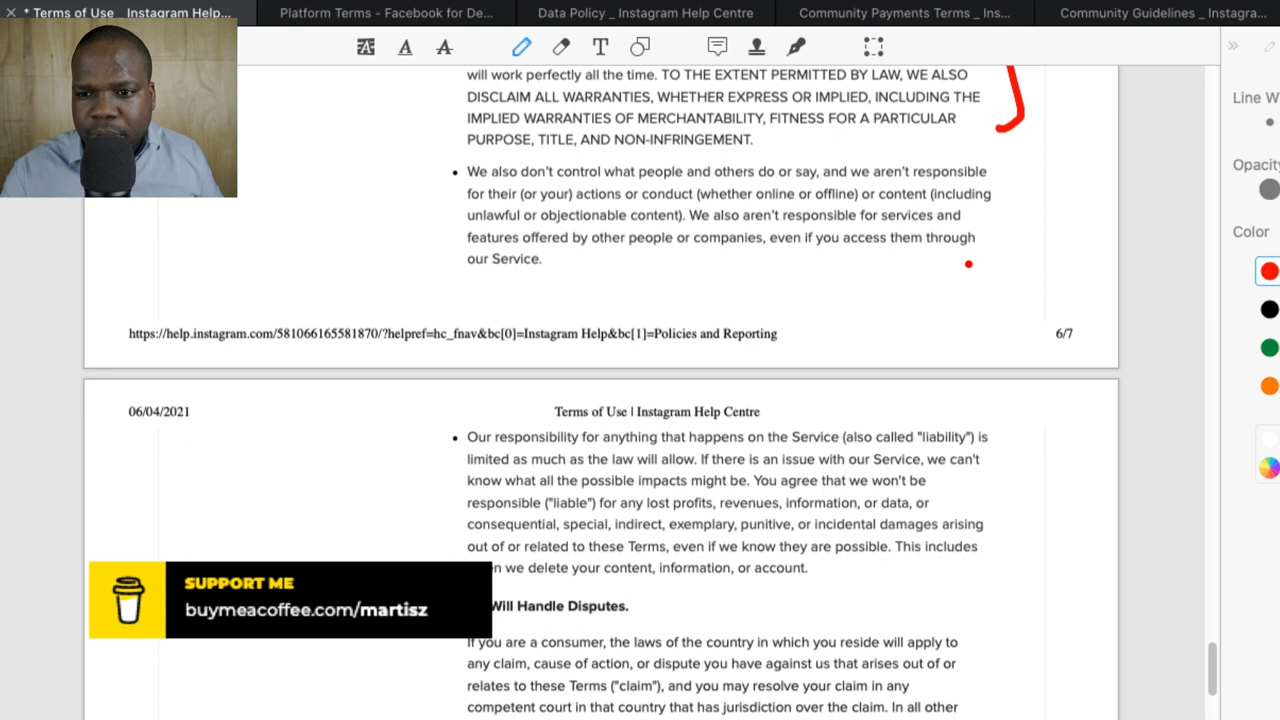 * Terms of Use _ Instagram Help...
Platform Terms - Facebook for De...
Data Policy _ Instagram Help Centre
Community Payments Terms _ Ins...
Community Guidelines _ Instagra...
will work perfectly all the time. TO THE EXTENT PERMITTED BY LAW, WE ALSO
DISCLAIM ALL WARRANTIES, WHETHER EXPRESS OR IMPLIED, INCLUDING THE
IMPLIED WARRANTIES OF MERCHANTABILITY, FITNESS FOR A PARTICULAR
PURPOSE, TITLE, AND NON-INFRINGEMENT.
• We also don't control what people and others do or say, and we aren't responsible
for their (or your) actions or conduct (whether online or offline) or content (including
unlawful or objectionable content). We also aren't responsible for services and
features offered by other people or companies, even if you access them through
our Service.
https://help.instagram.com/581066165581870/?helpref=hc_fnav&bc[0]=Instagram Help&bc[1]=Policies and Reporting
6/7
06/04/2021
Terms of Use | Instagram Help Centre
• Our responsibility for anything that happens on the Service (also called "liability") is
limited as much as the law will allow. If there is an issue with our Service, we can't
know what all the possible impacts might be. You agree that we won't be
responsible ("liable") for any lost profits, revenues, information, or data, or
consequential, special, indirect, exemplary, punitive, or incidental damages arising
out of or related to these Terms, even if we know they are possible. This includes
n we delete your content, information, or account.
Will Handle Disputes.
If you are a consumer, the laws of the country in which you reside will apply to
any claim, cause of action, or dispute you have against us that arises out of or
relates to these Terms ("claim"), and you may resolve your claim in any
competent court in that country that has jurisdiction over the claim. In all other
SUPPORT ME
buymeacoffee.com/martisz
Line W
Opacity
Color